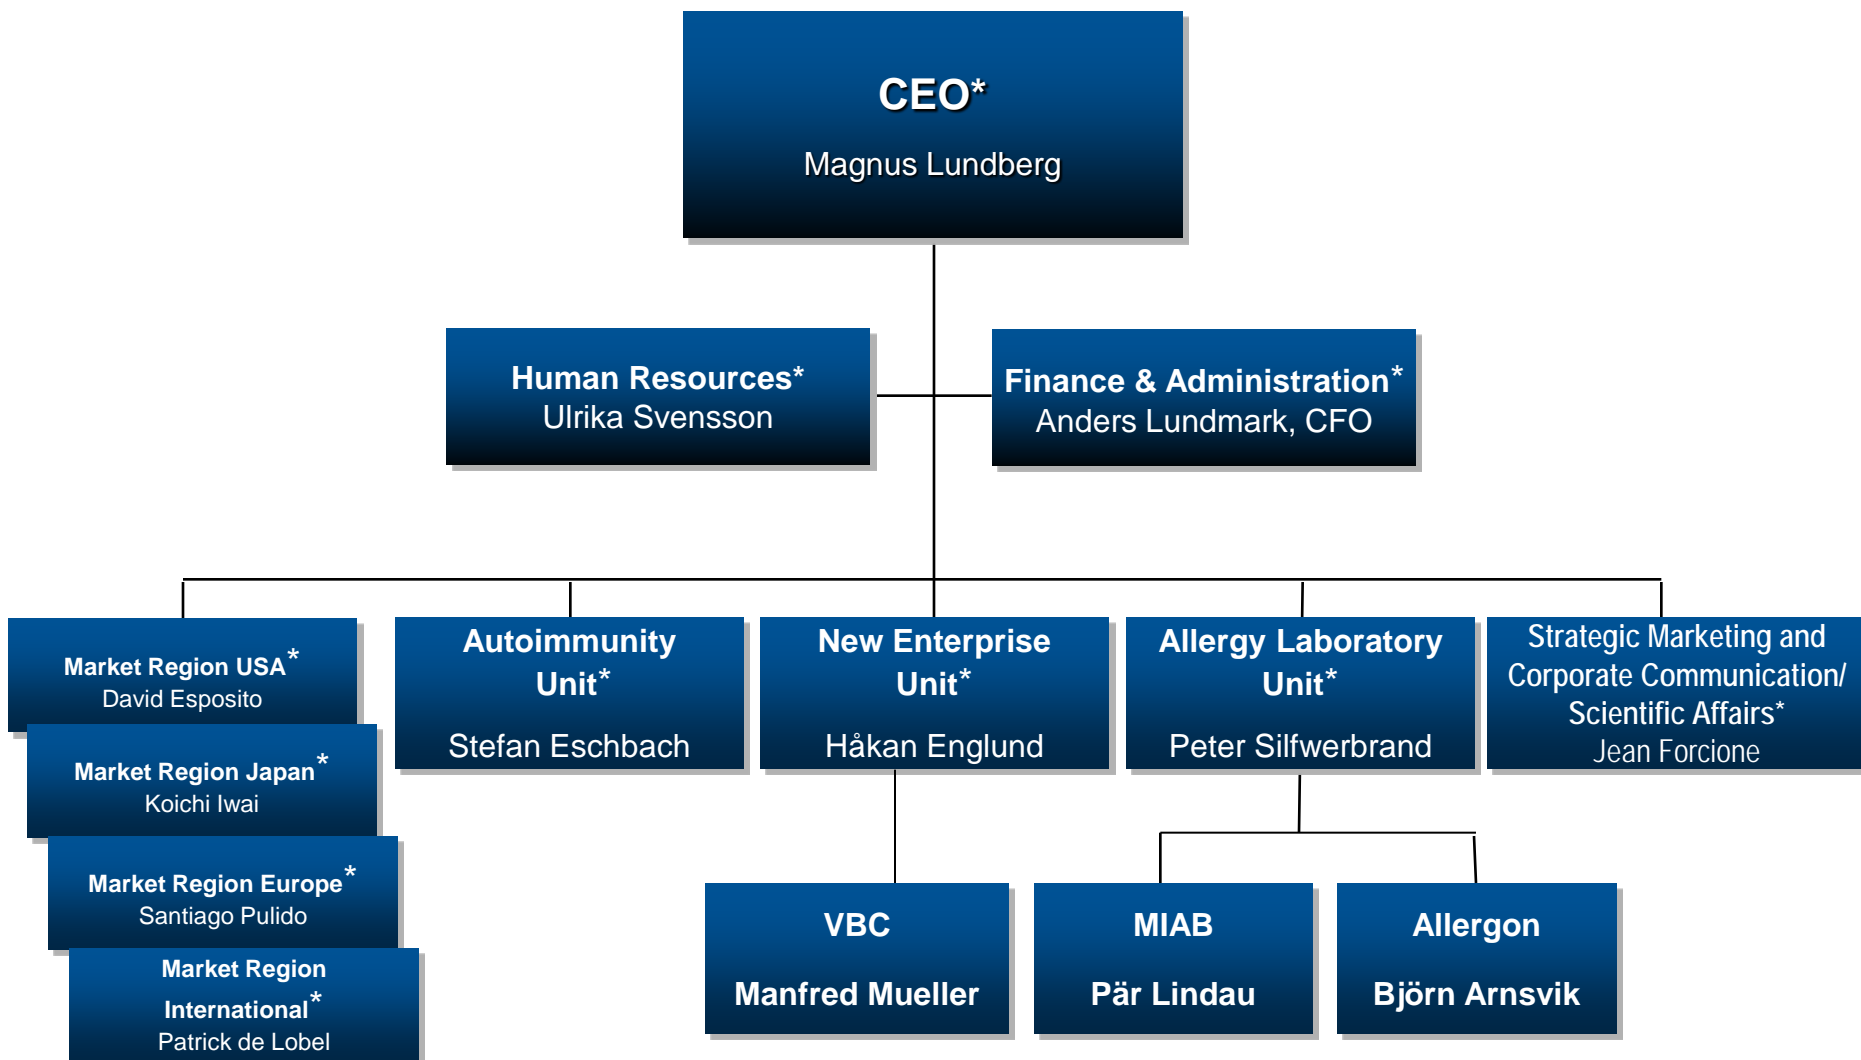 CEO*
Magnus Lundberg
Human Resources*
Ulrika Svensson
Finance & Administration*
Anders Lundmark, CFO
Market Region USA*
David Esposito
Market Region Japan*
Koichi Iwai
Market Region Europe*
Santiago Pulido
Market Region
International*
Patrick de Lobel
Autoimmunity
Unit*
Stefan Eschbach
New Enterprise
Unit*
Håkan Englund
Allergy Laboratory
Unit*
Peter Silfwerbrand
Strategic Marketing and
Corporate Communication/
Scientific Affairs*
Jean Forcione
VBC
Manfred Mueller
MIAB
Pär Lindau
Allergon
Björn Arnsvik